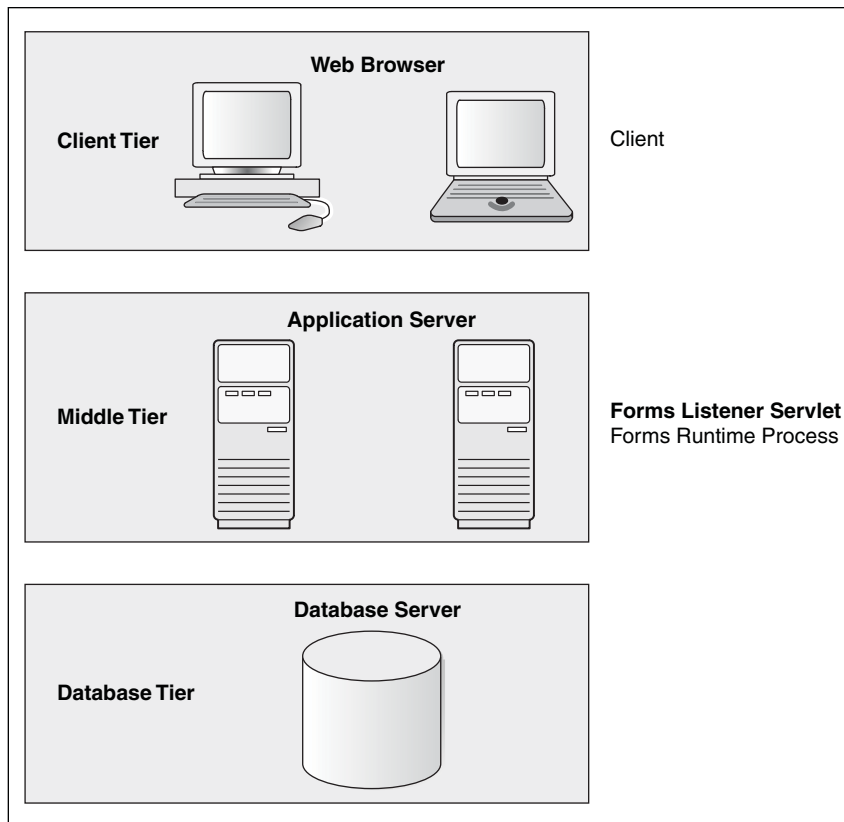 Web Browser
Client Tier
Client
Application Server
Middle Tier
Forms Listener Servlet
Forms Runtime Process
Database Server
Database Tier